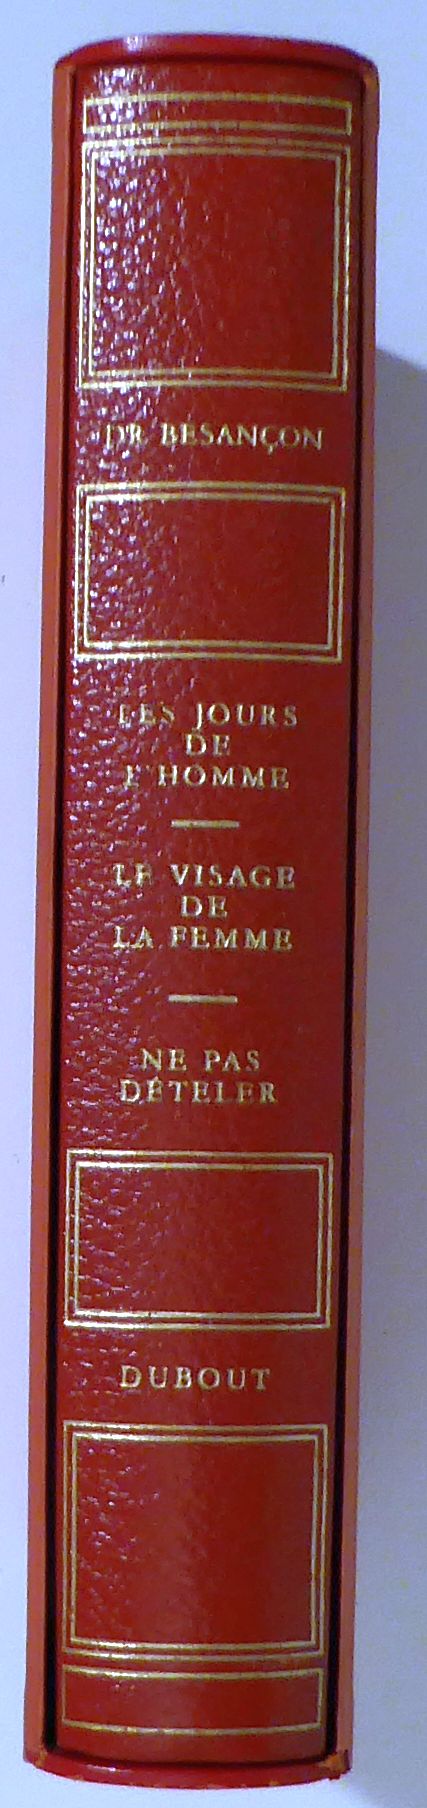 DR BESANÇON
LES JOURS
DE
L'HOMME
LE VISAGE
DE
LA FEMME
NE PAS
DÉTELER
DUBOUT